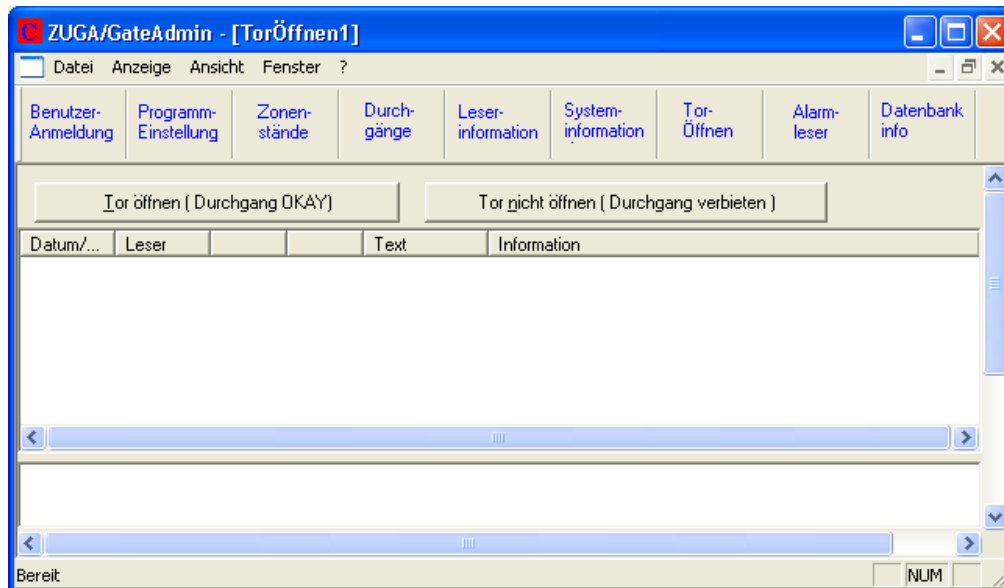 C ZUGA/GateAdmin - [TorÖffnen1]
Datei Anzeige Ansicht Fenster ?
Benutzer-
Anmeldung
Programm-
Einstellung
Zonen-
stände
Durch-
gänge
Leser-
information
System-
information
Tor-
Öffnen
Alarm-
leser
Datenbank
info
Tor öffnen ( Durchgang OKAY)
Tor nicht öffnen ( Durchgang verbieten )
Datum/... Leser Text Information
Bereit NUM